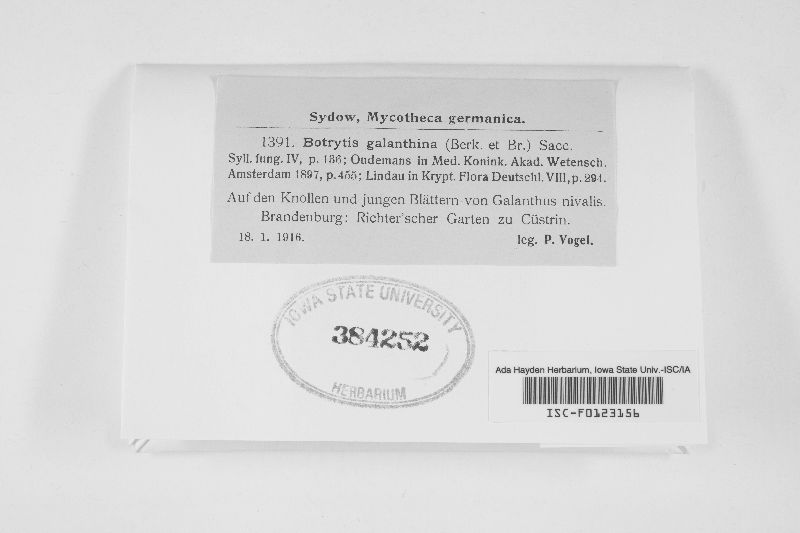 Sydow, Mycotheca germanica.
1391. Botrytis galanthina (Berk. et Br.) Sacc.
Syll. fung. IV, p. 136; Oudemans in Med. Konink. Akad. Wetensch.
Amsterdam 1897, p. 455; Lindau in Krypt. Flora Deutschl. VIII, p. 294.
Auf den Knollen und jungen Blättern von Galanthus nivalis.
Brandenburg: Richter'scher Garten zu Cüstrin.
18. 1. 1916. leg. P. Vogel.
IOWA STATE UNIVERSITY
384252
HERBARIUM
Ada Hayden Herbarium, Iowa State Univ.-ISC/IA
ISC-F0123156